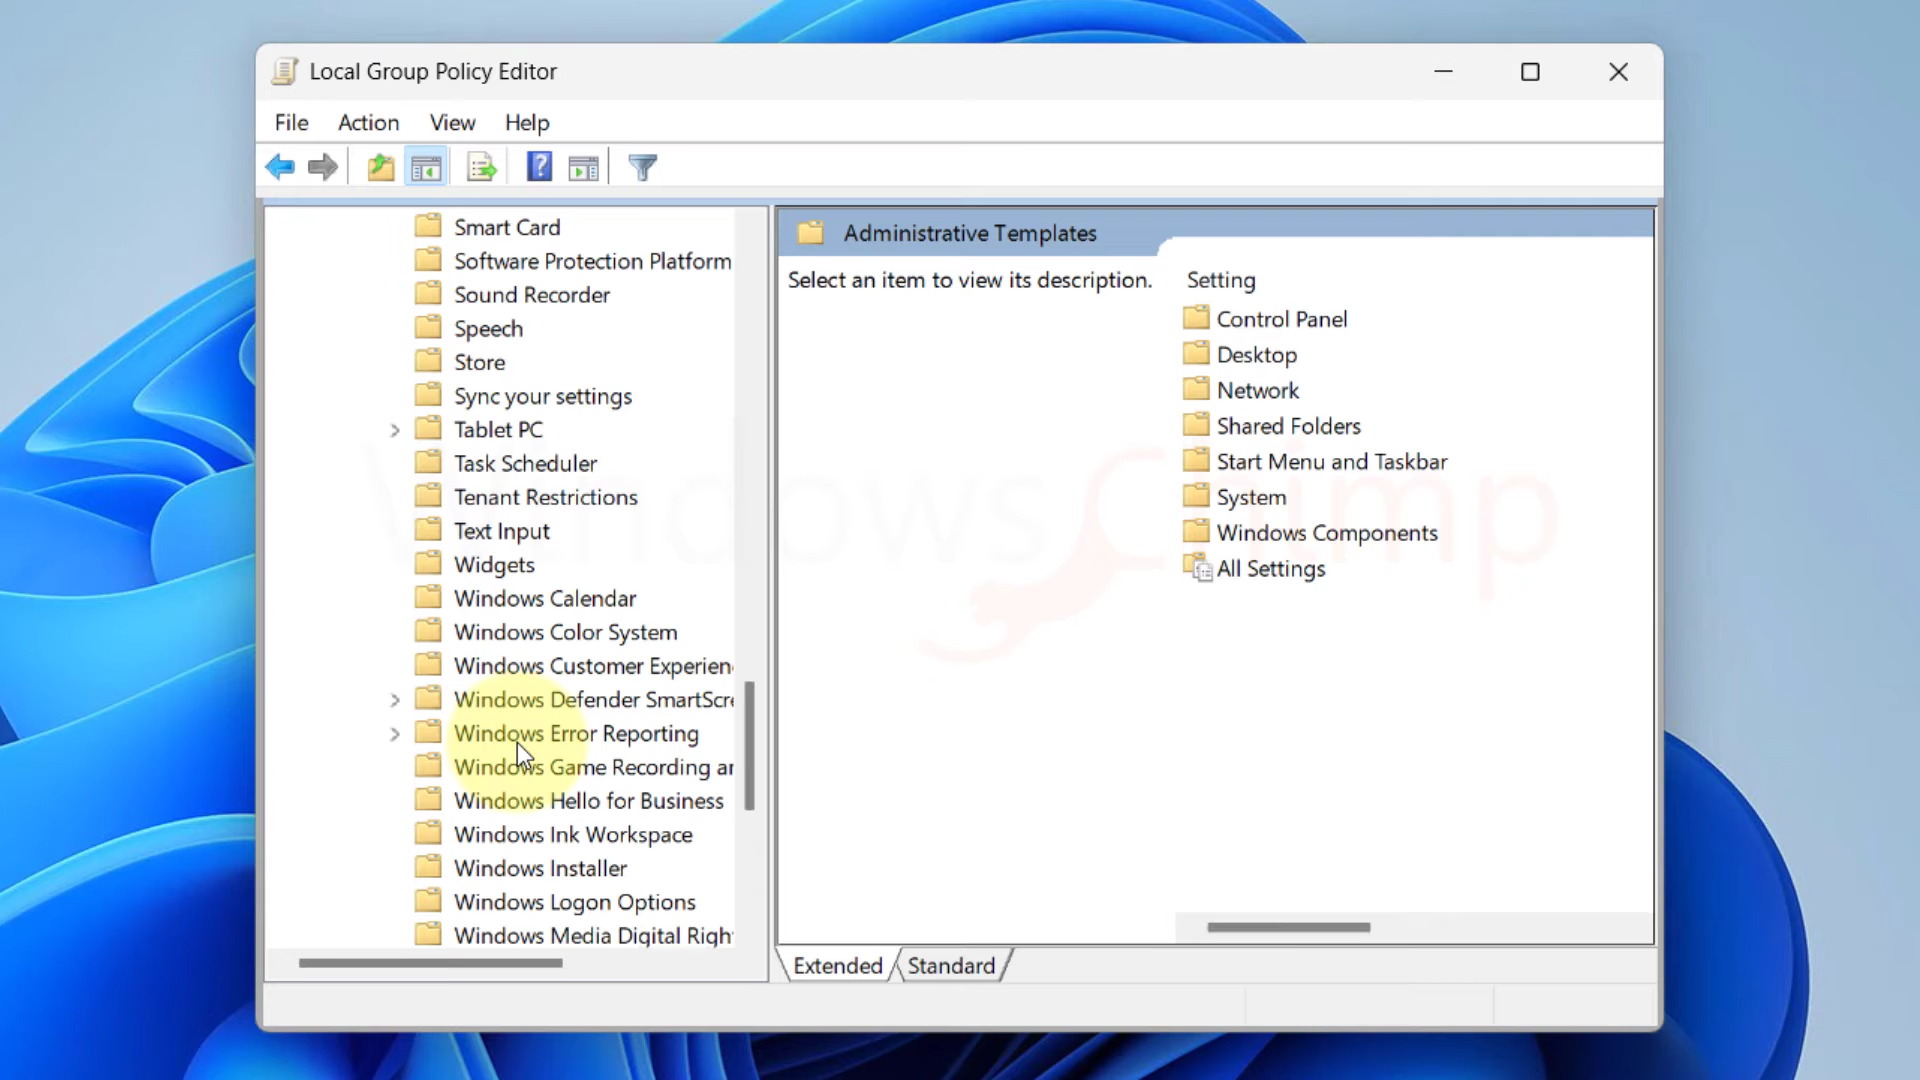 Local Group Policy Editor
File Action View Help
Smart Card
Software Protection Platform
Sound Recorder
Speech
Store
Sync your settings
Tablet PC
Task Scheduler
Tenant Restrictions
Text Input
Widgets
Windows Calendar
Windows Color System
Windows Customer Experien
Windows Defender SmartScre
Windows Error Reporting
Windows Game Recording an
Windows Hello for Business
Windows Ink Workspace
Windows Installer
Windows Logon Options
Windows Media Digital Righ
Administrative Templates
Select an item to view its description.
Setting
Control Panel
Desktop
Network
Shared Folders
Start Menu and Taskbar
System
Windows Components
All Settings
Windows Chimp
Extended Standard